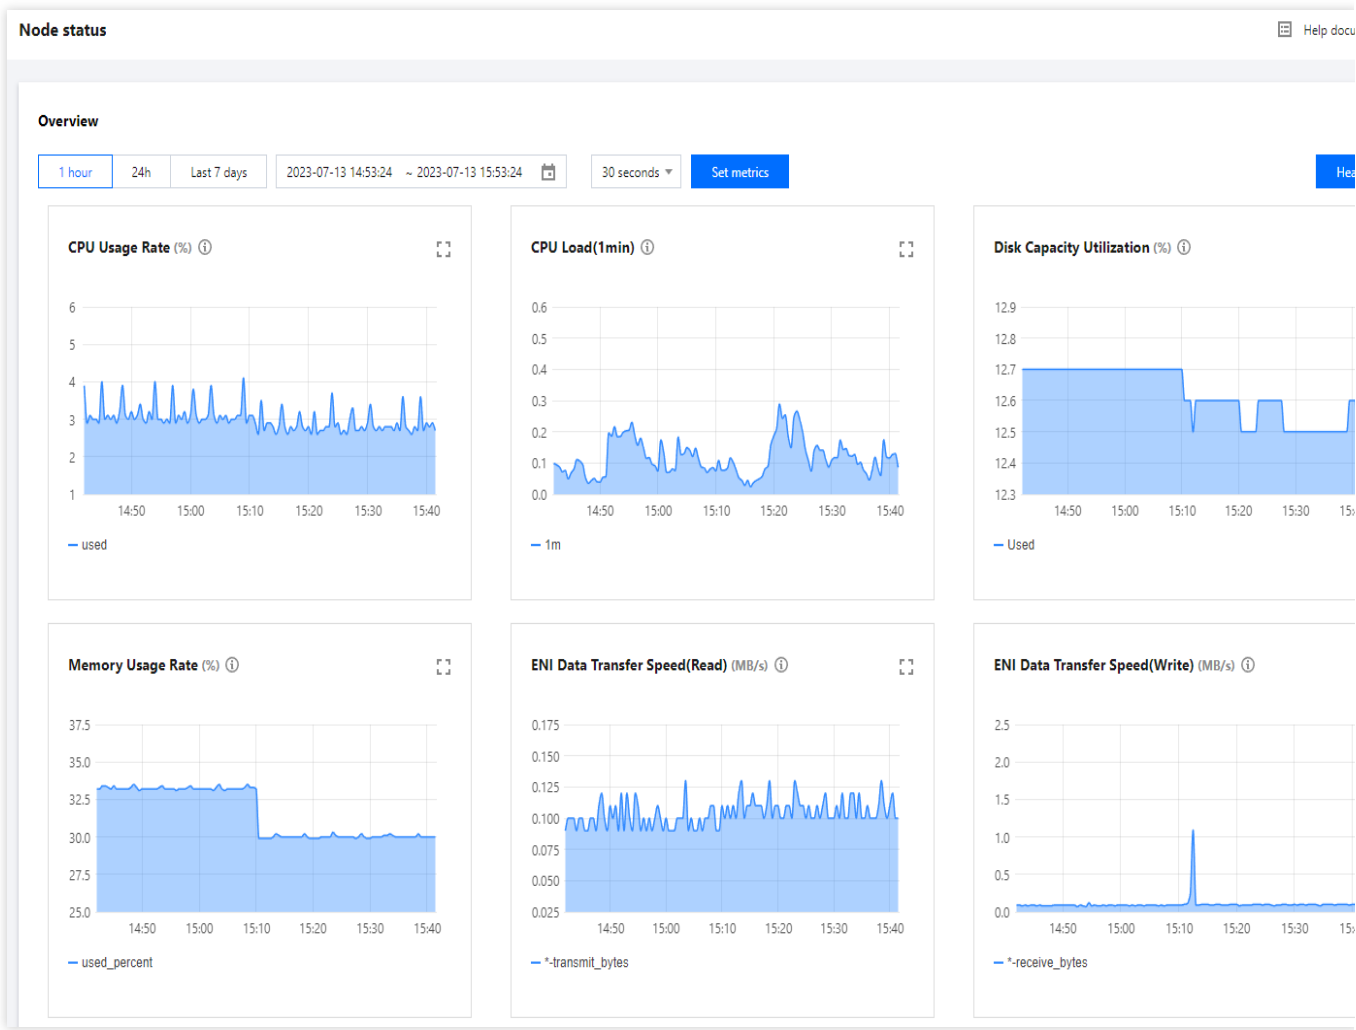 Node status
Help docu
Overview
1 hour 24h Last 7 days 2023-07-13 14:53:24 ~ 2023-07-13 15:53:24 30 seconds Set metrics Hea
CPU Usage Rate (%)
6
5
4
3
2
1
14:50 15:00 15:10 15:20 15:30 15:40
used
CPU Load(1min)
0.6
0.5
0.4
0.3
0.2
0.1
0.0
14:50 15:00 15:10 15:20 15:30 15:40
1m
Disk Capacity Utilization (%)
12.9
12.8
12.7
12.6
12.5
12.4
12.3
14:50 15:00 15:10 15:20 15:30 15:
Used
Memory Usage Rate (%)
37.5
35.0
32.5
30.0
27.5
25.0
14:50 15:00 15:10 15:20 15:30 15:40
used_percent
ENI Data Transfer Speed(Read) (MB/s)
0.175
0.150
0.125
0.100
0.075
0.050
0.025
14:50 15:00 15:10 15:20 15:30 15:40
*-transmit_bytes
ENI Data Transfer Speed(Write) (MB/s)
2.5
2.0
1.5
1.0
0.5
0.0
14:50 15:00 15:10 15:20 15:30 15:
*-receive_bytes